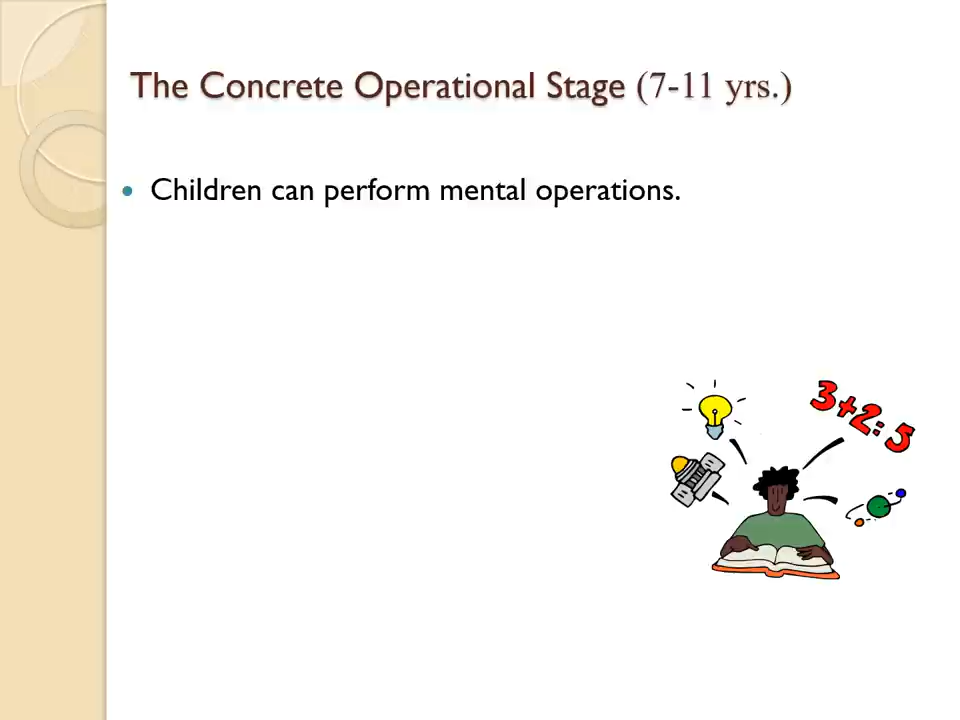 The Concrete Operational Stage (7-11 yrs.)
• Children can perform mental operations.
3+2: 5